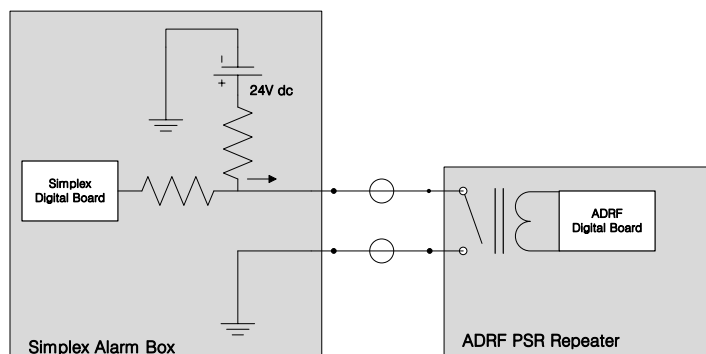 -
+
24V dc
Simplex
Digital Board
ADRF
Digital Board
Simplex Alarm Box
ADRF PSR Repeater